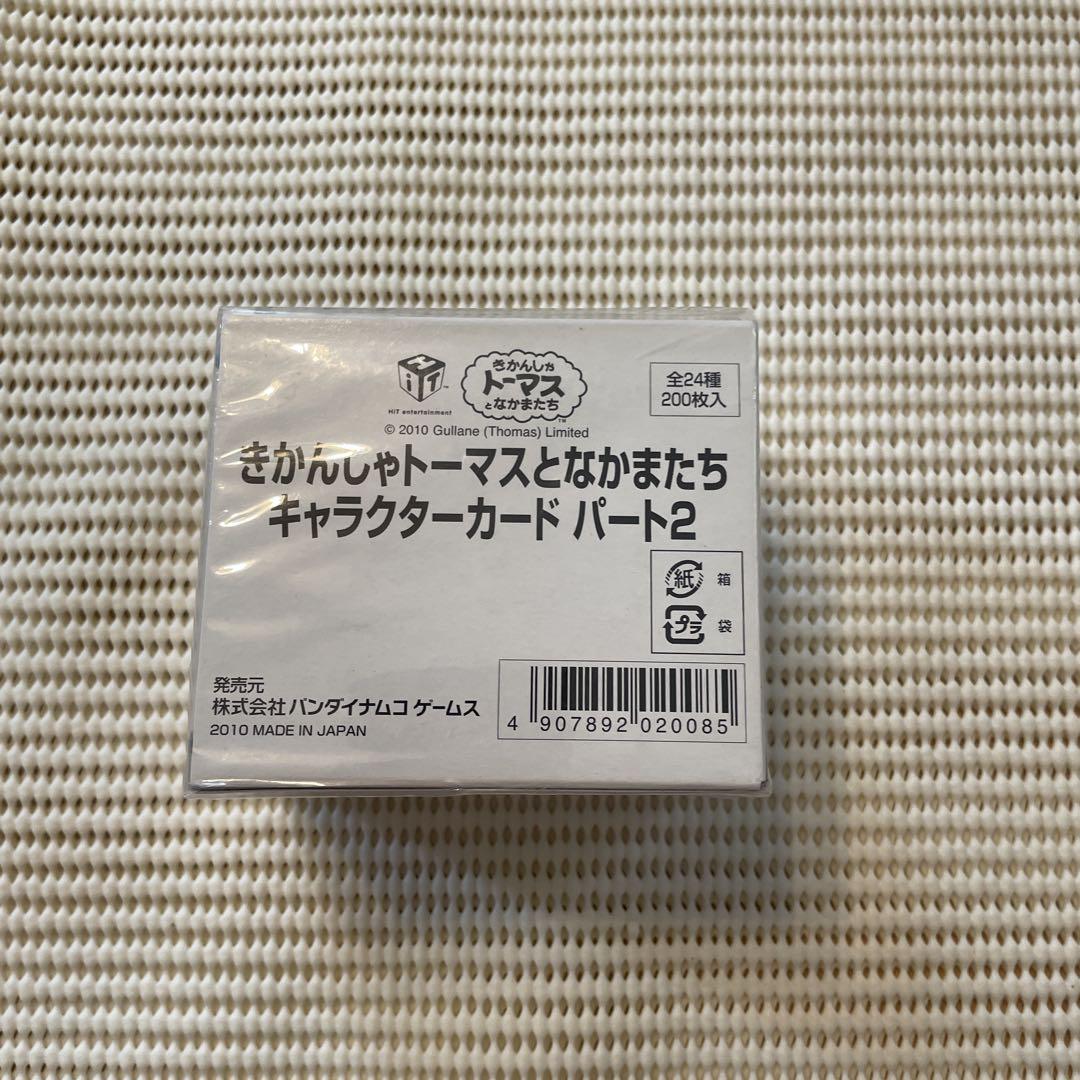 HiT
™
HiT entertainment
きかんしゃ
トーマス
となかまたち
™
全24種
200枚入
© 2010 Gullane (Thomas) Limited
きかんしゃトーマスとなかまたち
キャラクターカード パート2
紙 箱
プラ 袋
発売元
株式会社 バンダイナムコ ゲームス
2010 MADE IN JAPAN
4 907892 020085